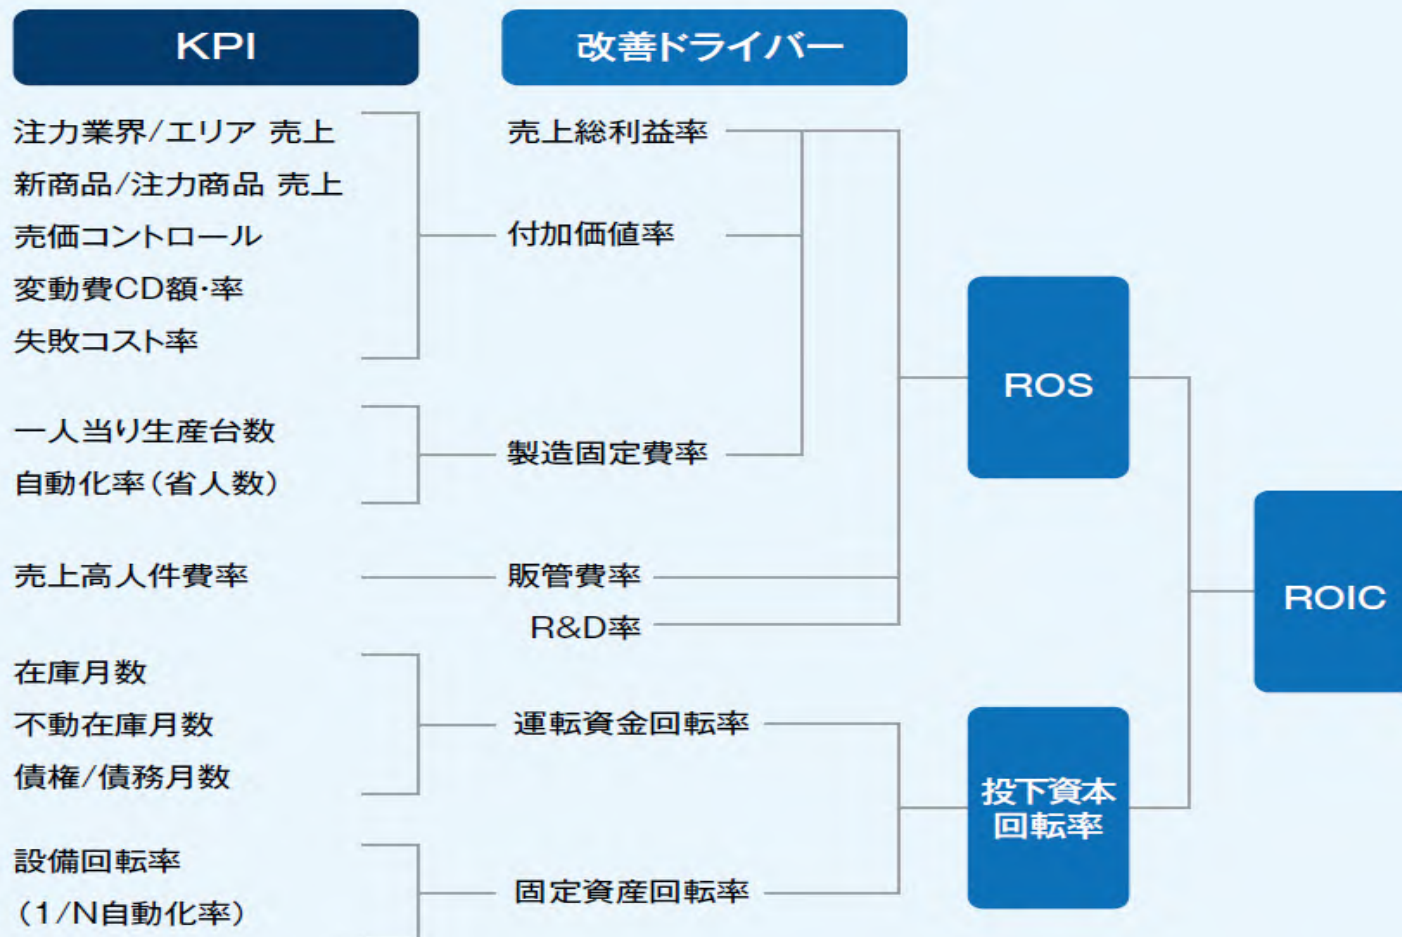 KPI
改善ドライバー
注力業界/エリア 売上
新商品/注力商品 売上
売価コントロール
変動費CD額・率
失敗コスト率
一人当り生産台数
自動化率(省人数)
売上高人件費率
在庫月数
不動在庫月数
債権/債務月数
設備回転率
(1/N自動化率)
売上総利益率
付加価値率
製造固定費率
販管費率
R&D率
運転資金回転率
固定資産回転率
ROS
投下資本
回転率
ROIC